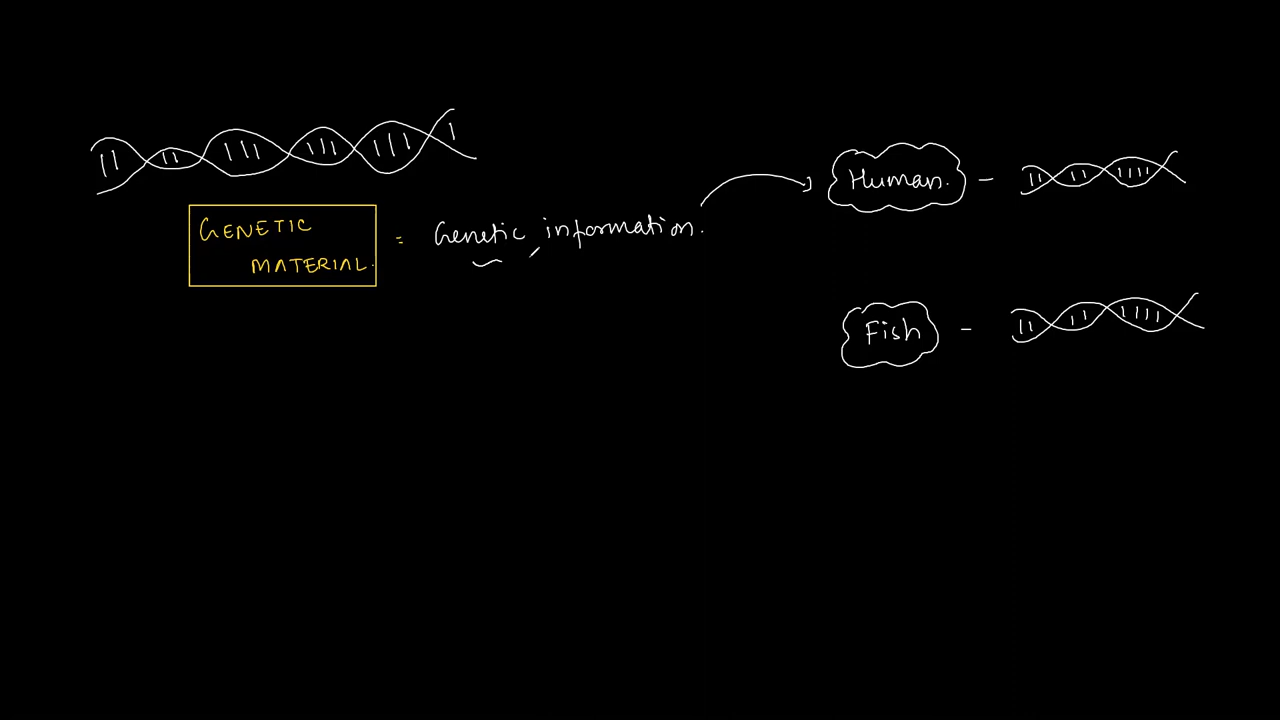 GENETIC
MATERIAL.
= Genetic information.
Human. -
Fish -